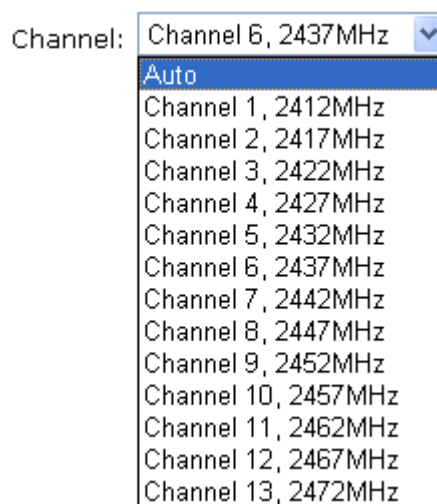 Channel: Channel 6, 2437MHz
Auto
Channel 1, 2412MHz
Channel 2, 2417MHz
Channel 3, 2422MHz
Channel 4, 2427MHz
Channel 5, 2432MHz
Channel 6, 2437MHz
Channel 7, 2442MHz
Channel 8, 2447MHz
Channel 9, 2452MHz
Channel 10, 2457MHz
Channel 11, 2462MHz
Channel 12, 2467MHz
Channel 13, 2472MHz